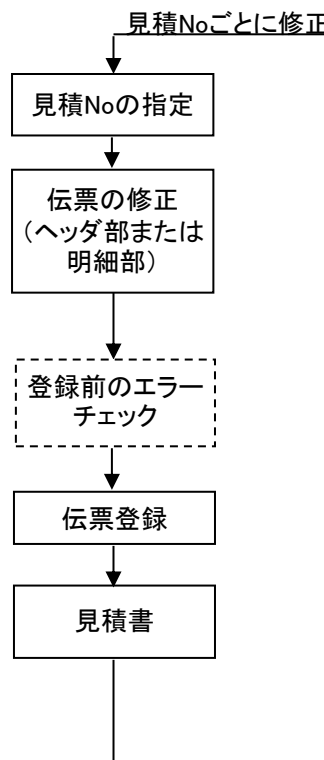 見積Noごとに修正
見積Noの指定
伝票の修正
（ヘッダ部または
明細部）
登録前のエラー
チェック
伝票登録
見積書